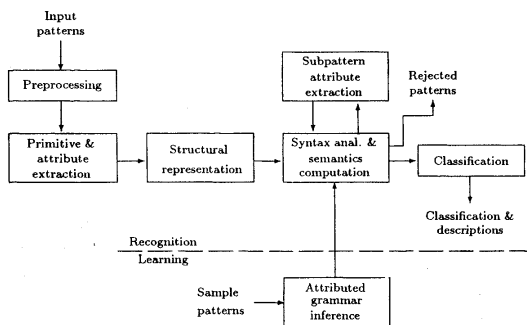 Input
patterns
Preprocessing
Primitive &
attribute
extraction
Structural
representation
Subpattern
attribute
extraction
Syntax anal. &
semantics
computation
Rejected
patterns
Classification
Classification &
descriptions
Recognition
Learning
Sample
patterns
Attributed
grammar
inference